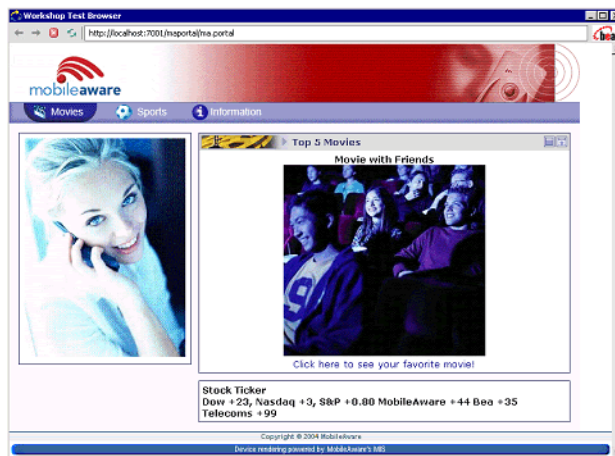 Workshop Test Browser
http://localhost:7001/maportal/ma.portal
bea
mobileaware
Movies Sports Information
Top 5 Movies
Movie with Friends
9
Click here to see your favorite movie!
Stock Ticker
Dow +23, Nasdaq +3, S&P +0.80 MobileAware +44 Bea +35
Telecoms +99
Copyright © 2004 MobileAware
Device rendering powered by MobileAware's MIS